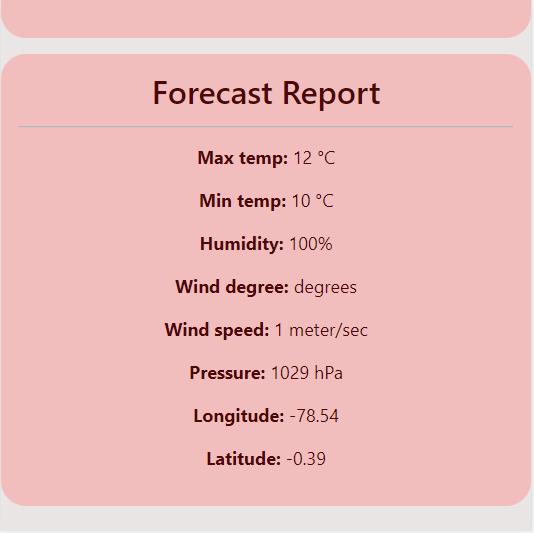 Forecast Report
Max temp: 12 °C
Min temp: 10 °C
Humidity: 100%
Wind degree: degrees
Wind speed: 1 meter/sec
Pressure: 1029 hPa
Longitude: -78.54
Latitude: -0.39